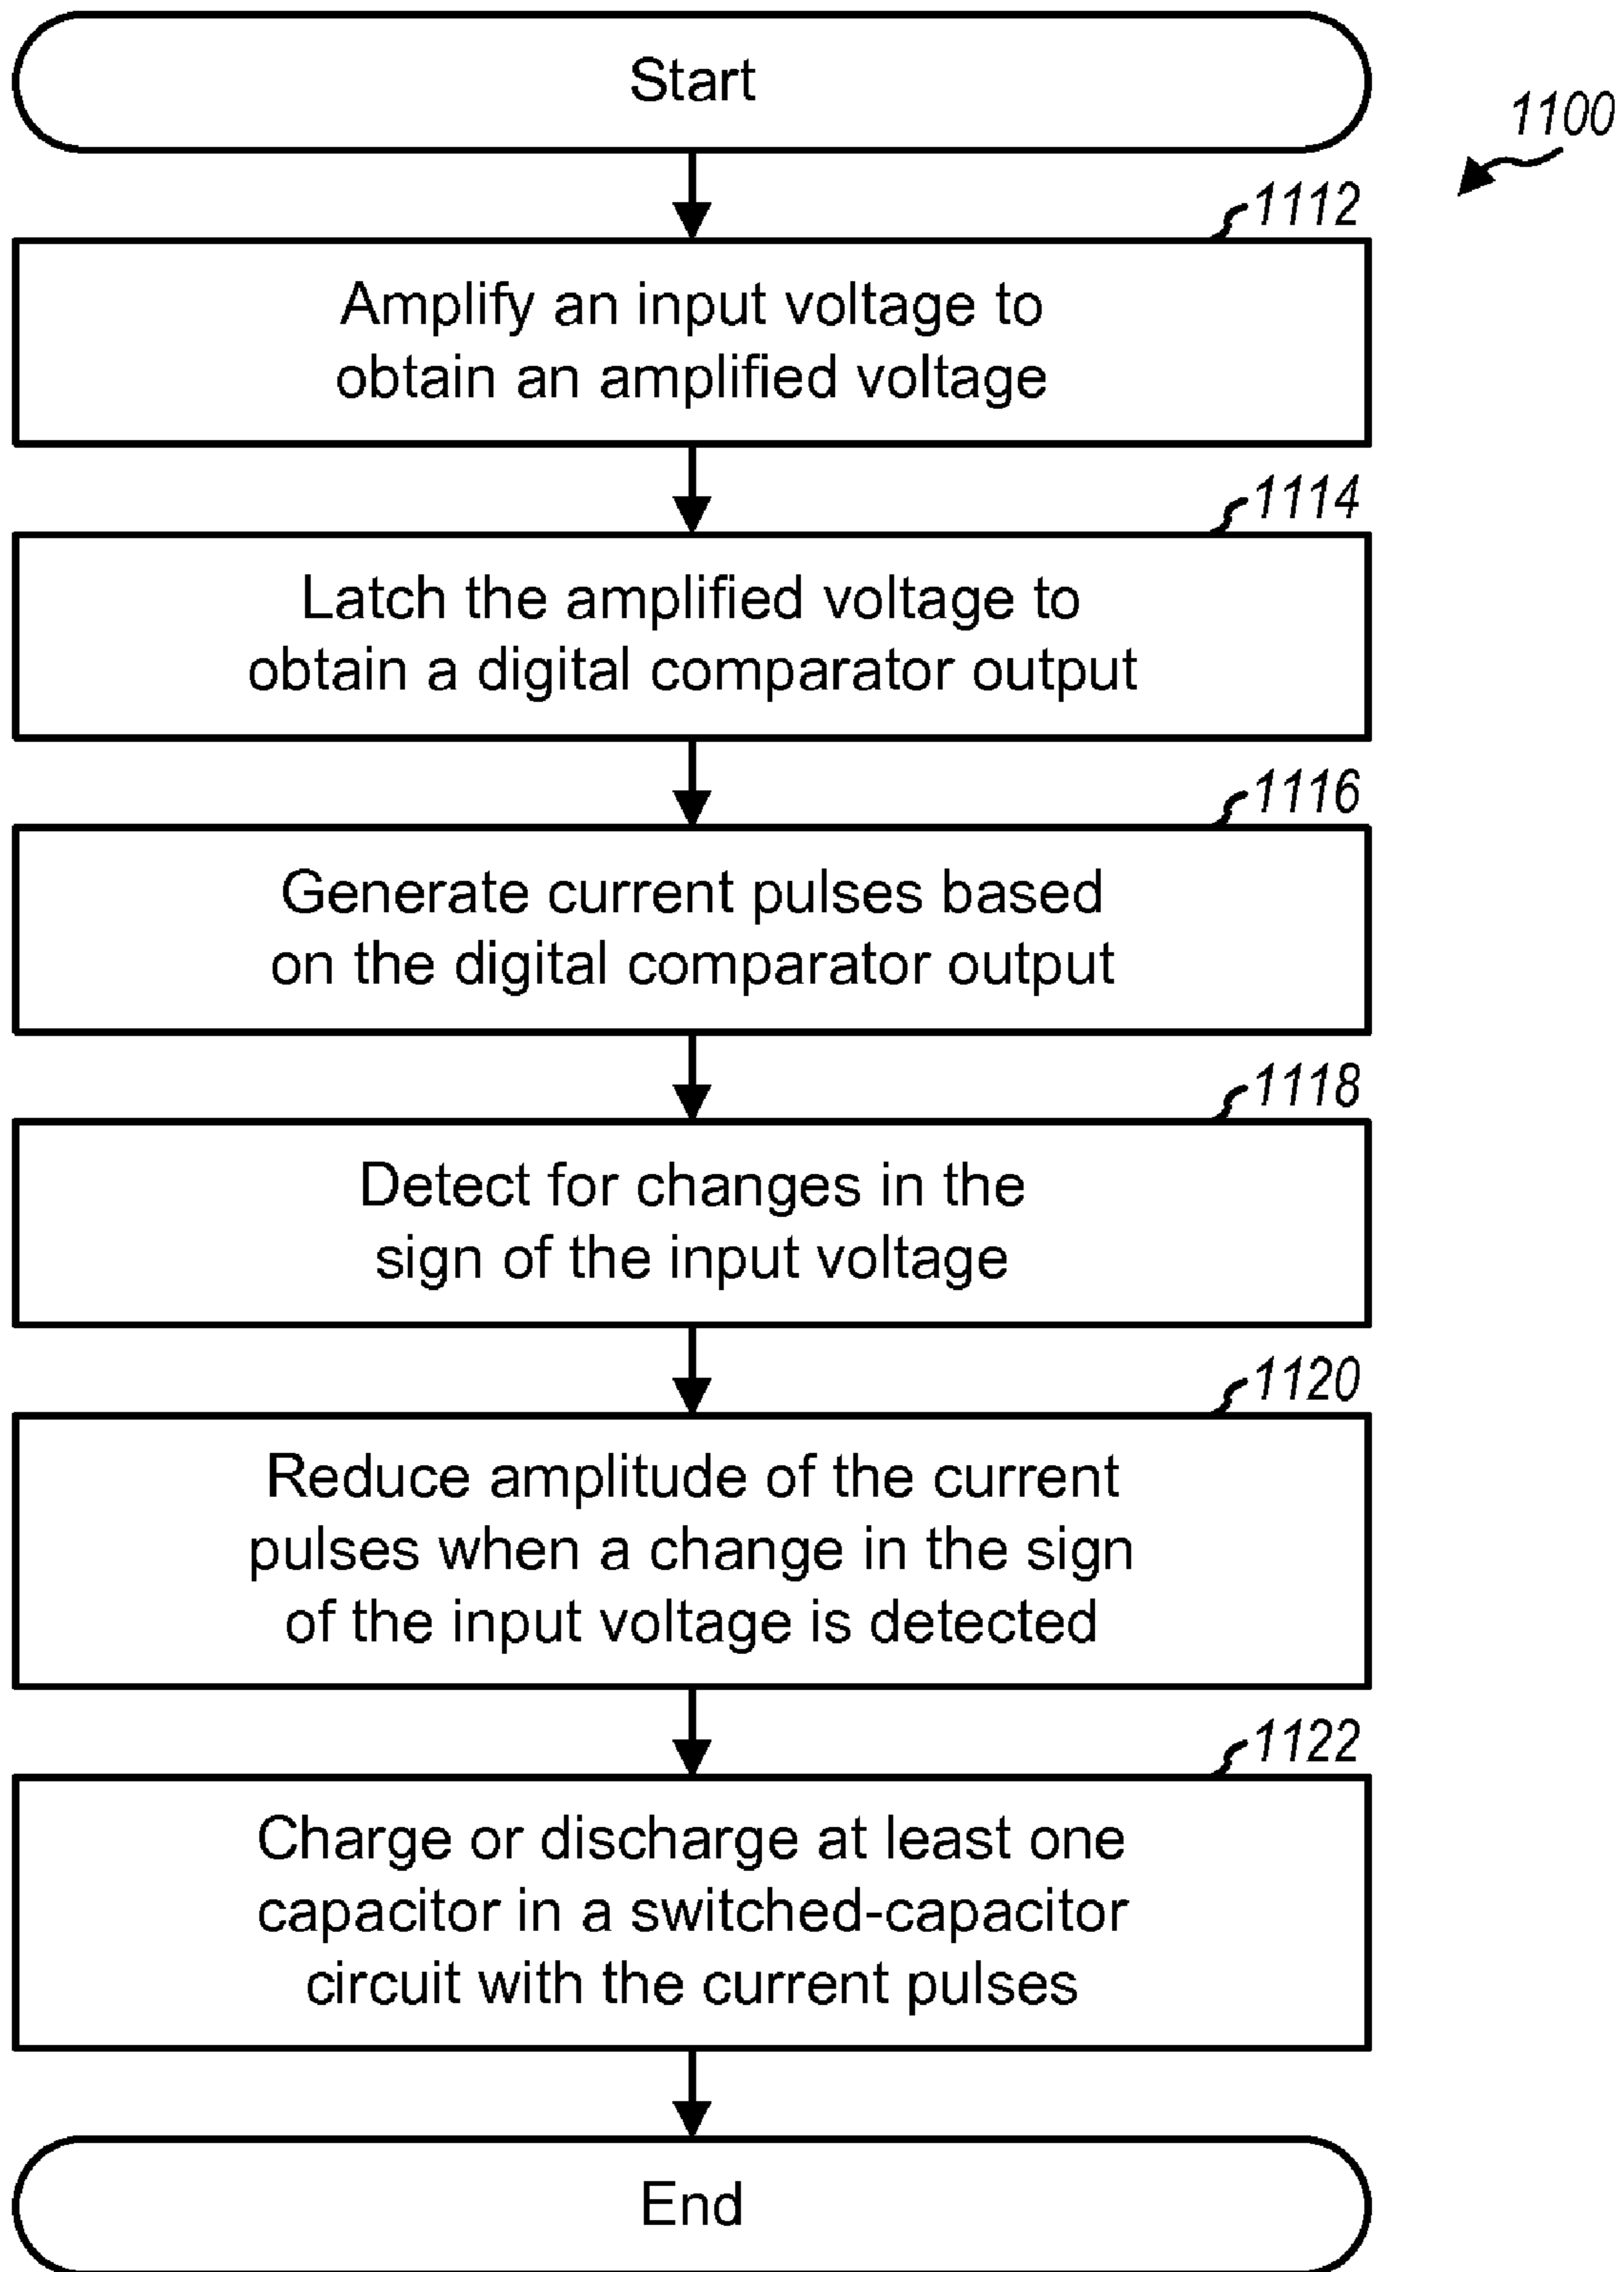 Start
1100
1112
Amplify an input voltage to
obtain an amplified voltage
1114
Latch the amplified voltage to
obtain a digital comparator output
1116
Generate current pulses based
on the digital comparator output
1118
Detect for changes in the
sign of the input voltage
1120
Reduce amplitude of the current
pulses when a change in the sign
of the input voltage is detected
1122
Charge or discharge at least one
capacitor in a switched-capacitor
circuit with the current pulses
End